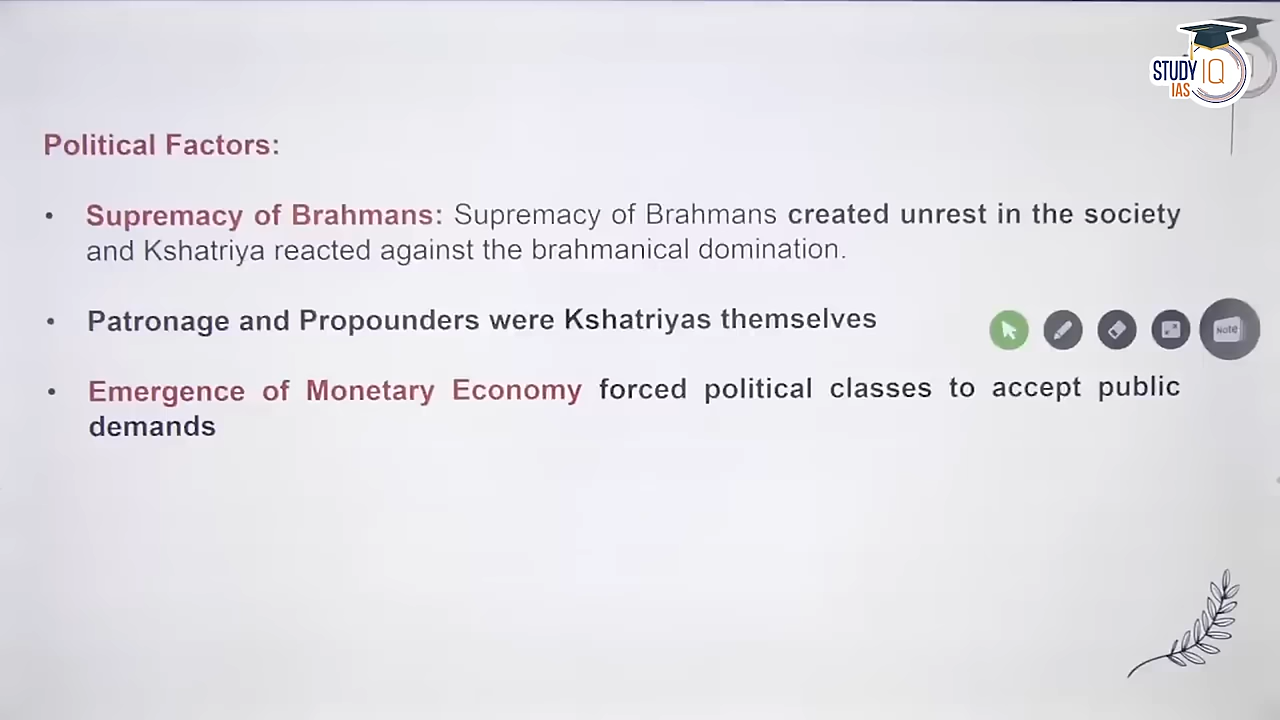 STUDY IQ
IAS
Political Factors:
• Supremacy of Brahmans: Supremacy of Brahmans created unrest in the society
and Kshatriya reacted against the brahmanical domination.
• Patronage and Propounders were Kshatriyas themselves
Note
• Emergence of Monetary Economy forced political classes to accept public
demands